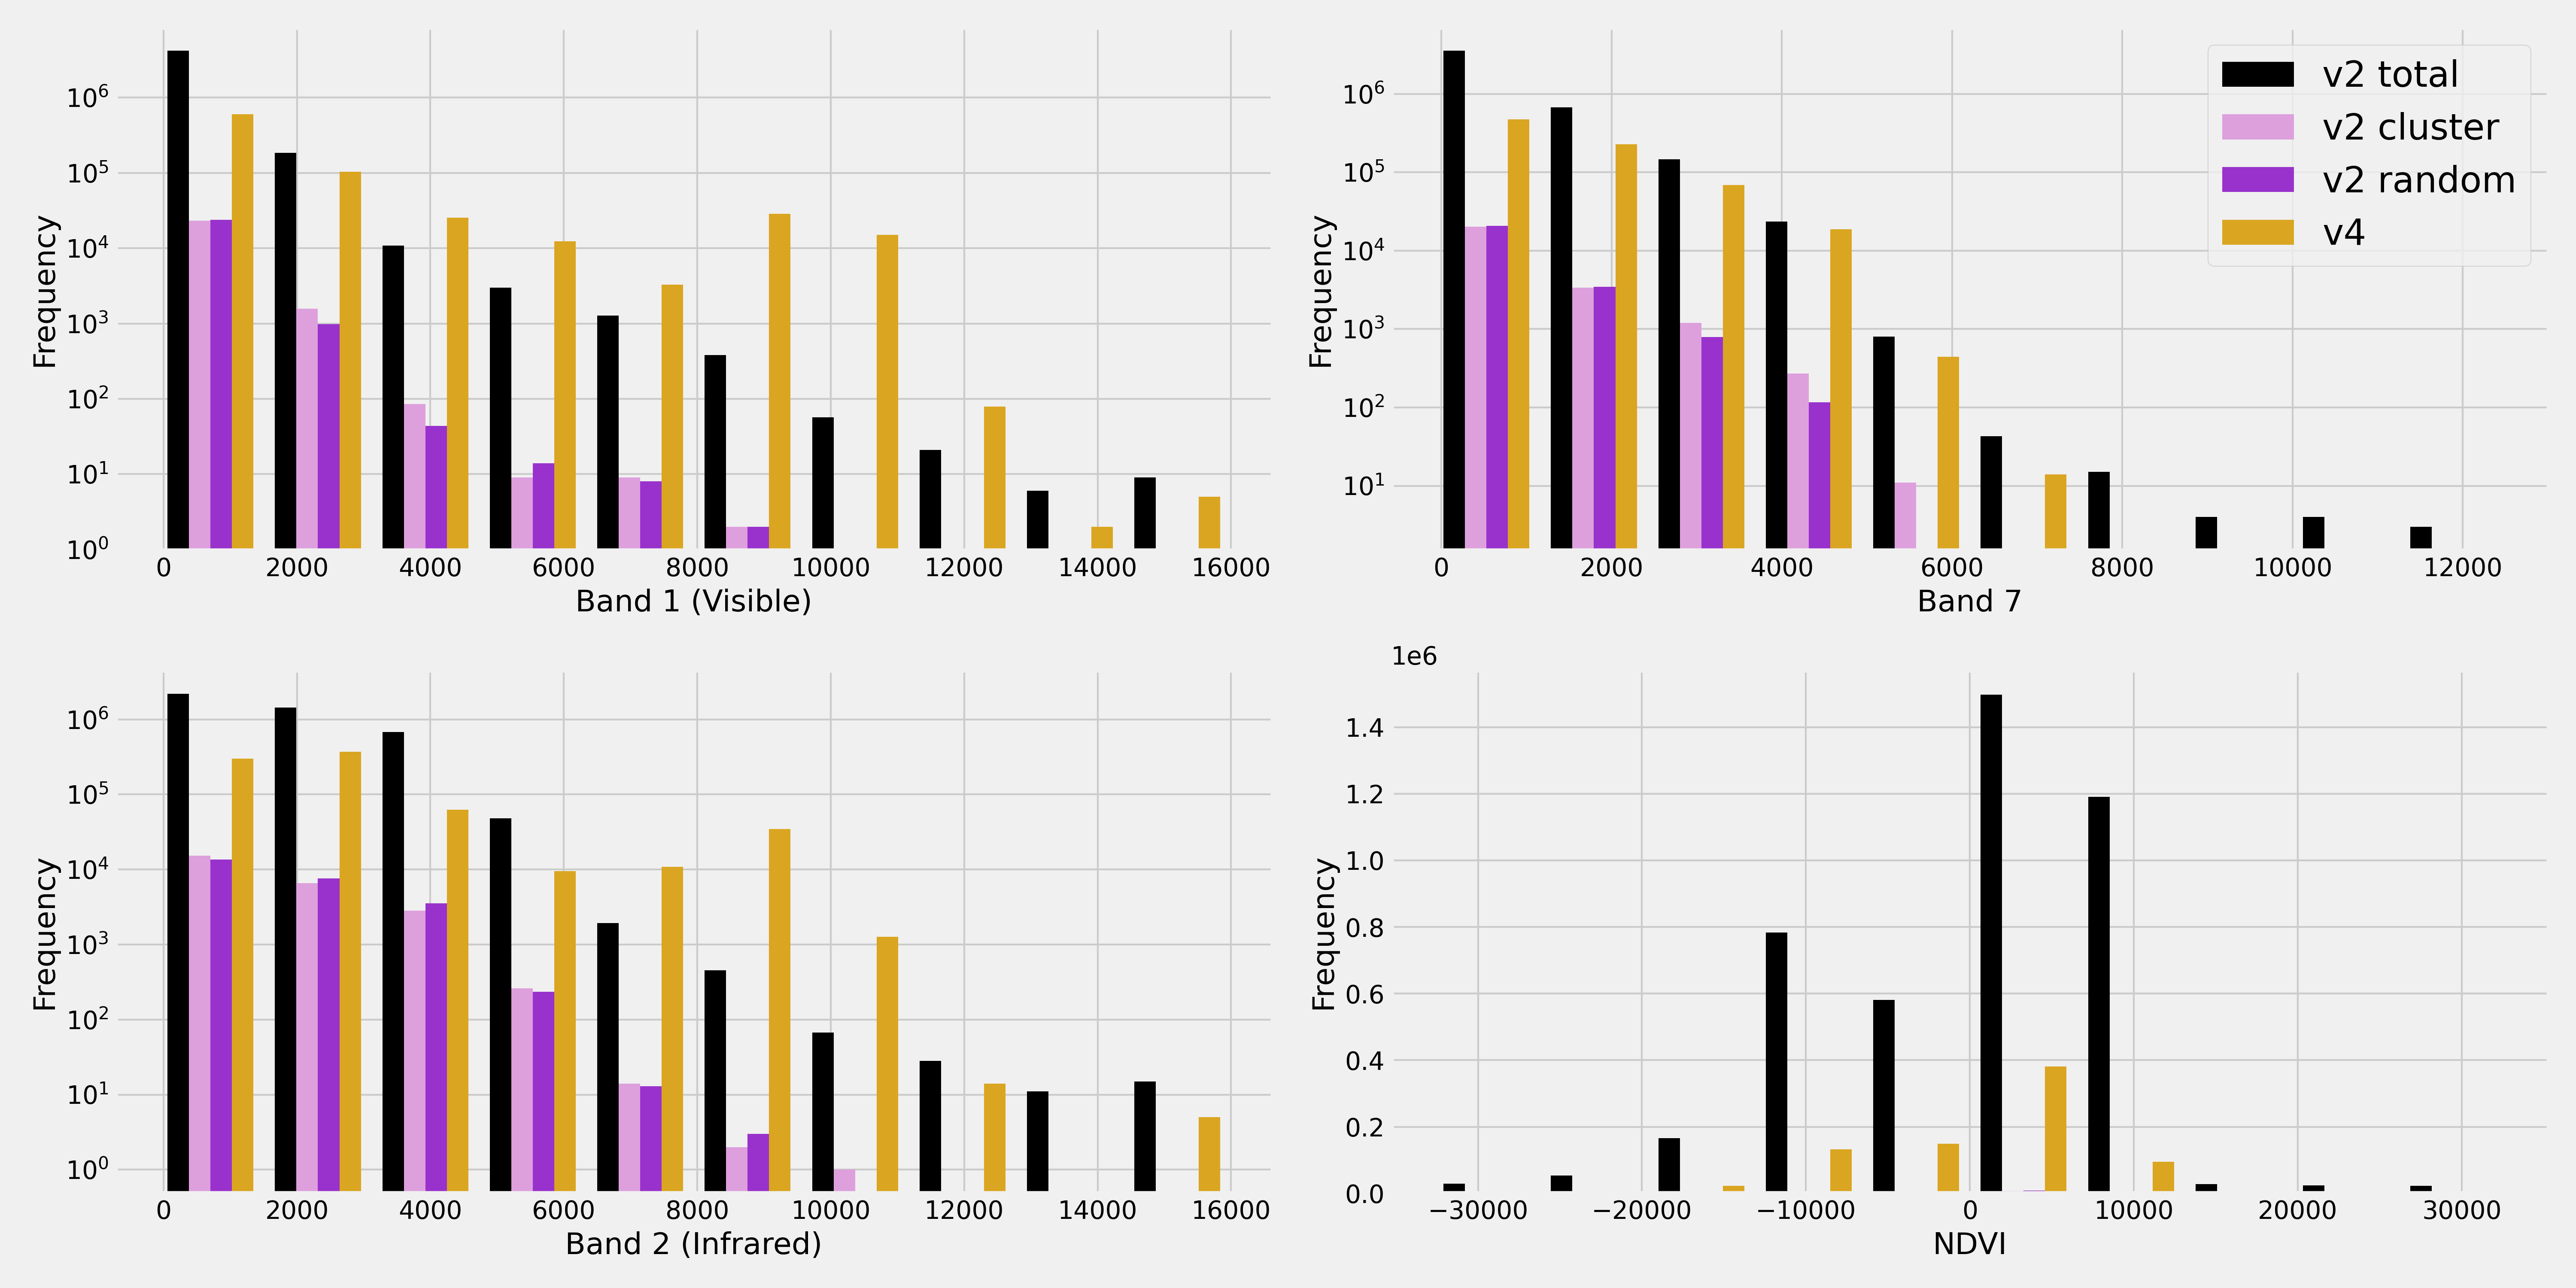 10⁶
10⁵
10⁴
10³
10²
10¹
10⁰
Frequency
0 2000 4000 6000 8000 10000 12000 14000 16000
Band 1 (Visible)
10⁶
10⁵
10⁴
10³
10²
10¹
Frequency
0 2000 4000 6000 8000 10000 12000
Band 7
v2 total
v2 cluster
v2 random
v4
10⁶
10⁵
10⁴
10³
10²
10¹
10⁰
Frequency
0 2000 4000 6000 8000 10000 12000 14000 16000
Band 2 (Infrared)
1e6
1.4
1.2
1.0
0.8
0.6
0.4
0.2
0.0
Frequency
−30000 −20000 −10000 0 10000 20000 30000
NDVI